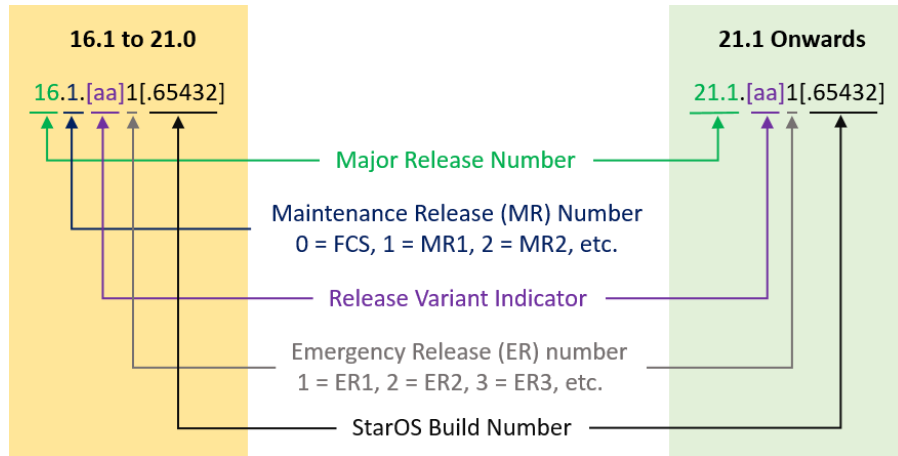 16.1 to 21.0
21.1 Onwards
16.1.[aa]1[.65432]
21.1.[aa]1[.65432]
Major Release Number
Maintenance Release (MR) Number
0 = FCS, 1 = MR1, 2 = MR2, etc.
Release Variant Indicator
Emergency Release (ER) number
1 = ER1, 2 = ER2, 3 = ER3, etc.
StarOS Build Number